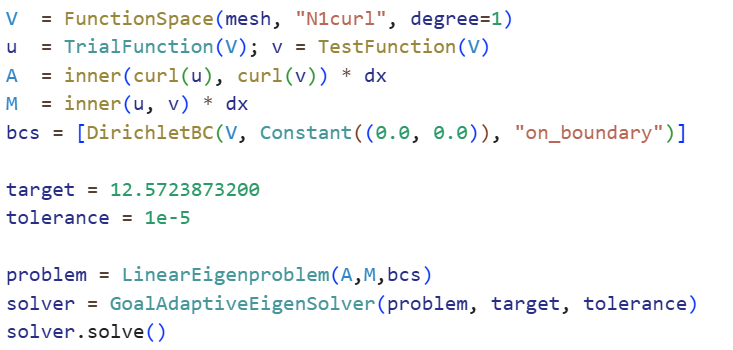 V  = FunctionSpace(mesh, "N1curl", degree=1)
u  = TrialFunction(V); v = TestFunction(V)
A  = inner(curl(u), curl(v)) * dx
M  = inner(u, v) * dx
bcs = [DirichletBC(V, Constant((0.0, 0.0)), "on_boundary")]

target = 12.5723873200
tolerance = 1e-5

problem = LinearEigenproblem(A,M,bcs)
solver = GoalAdaptiveEigenSolver(problem, target, tolerance)
solver.solve()